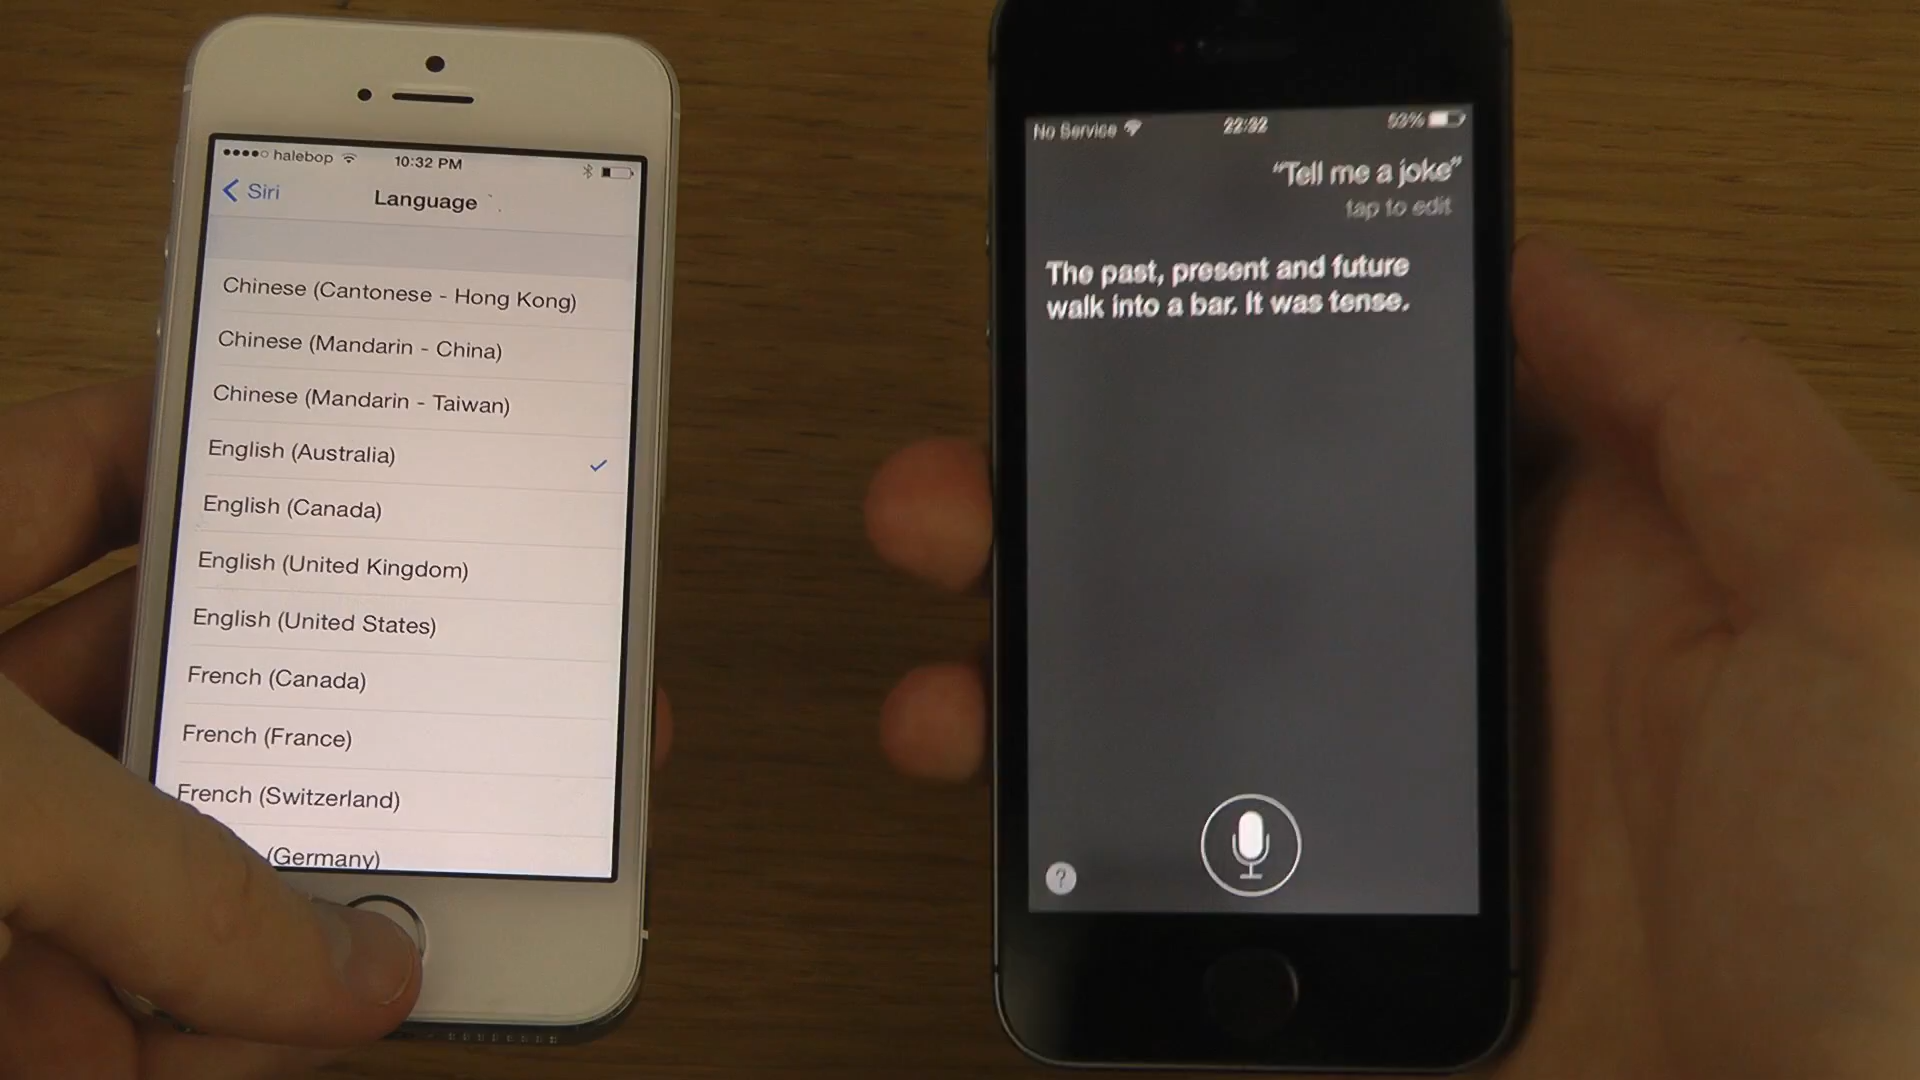 halebop
10:32 PM
Siri
Language
Chinese (Cantonese - Hong Kong)
Chinese (Mandarin - China)
Chinese (Mandarin - Taiwan)
English (Australia)
English (Canada)
English (United Kingdom)
English (United States)
French (Canada)
French (France)
French (Switzerland)
(Germany)
No Service
22:32
53%
“Tell me a joke”
tap to edit
The past, present and future
walk into a bar. It was tense.
?